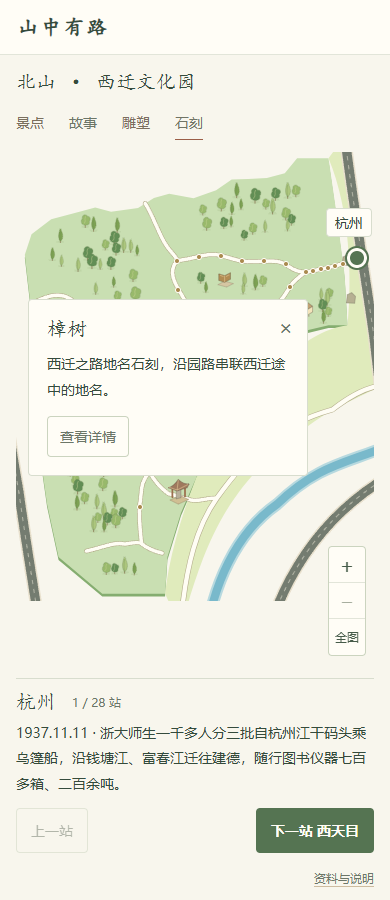 山中有路
北山 • 西迁文化园
景点 故事 雕塑 石刻
杭州
樟树 ×
西迁之路地名石刻，沿园路串联西迁途
中的地名。
查看详情
+
−
全图
杭州 1 / 28 站
1937.11.11 · 浙大师生一千多人分三批自杭州江干码头乘
乌篷船，沿钱塘江、富春江迁往建德，随行图书仪器七百
多箱、二百余吨。
上一站 下一站 西天目
资料与说明